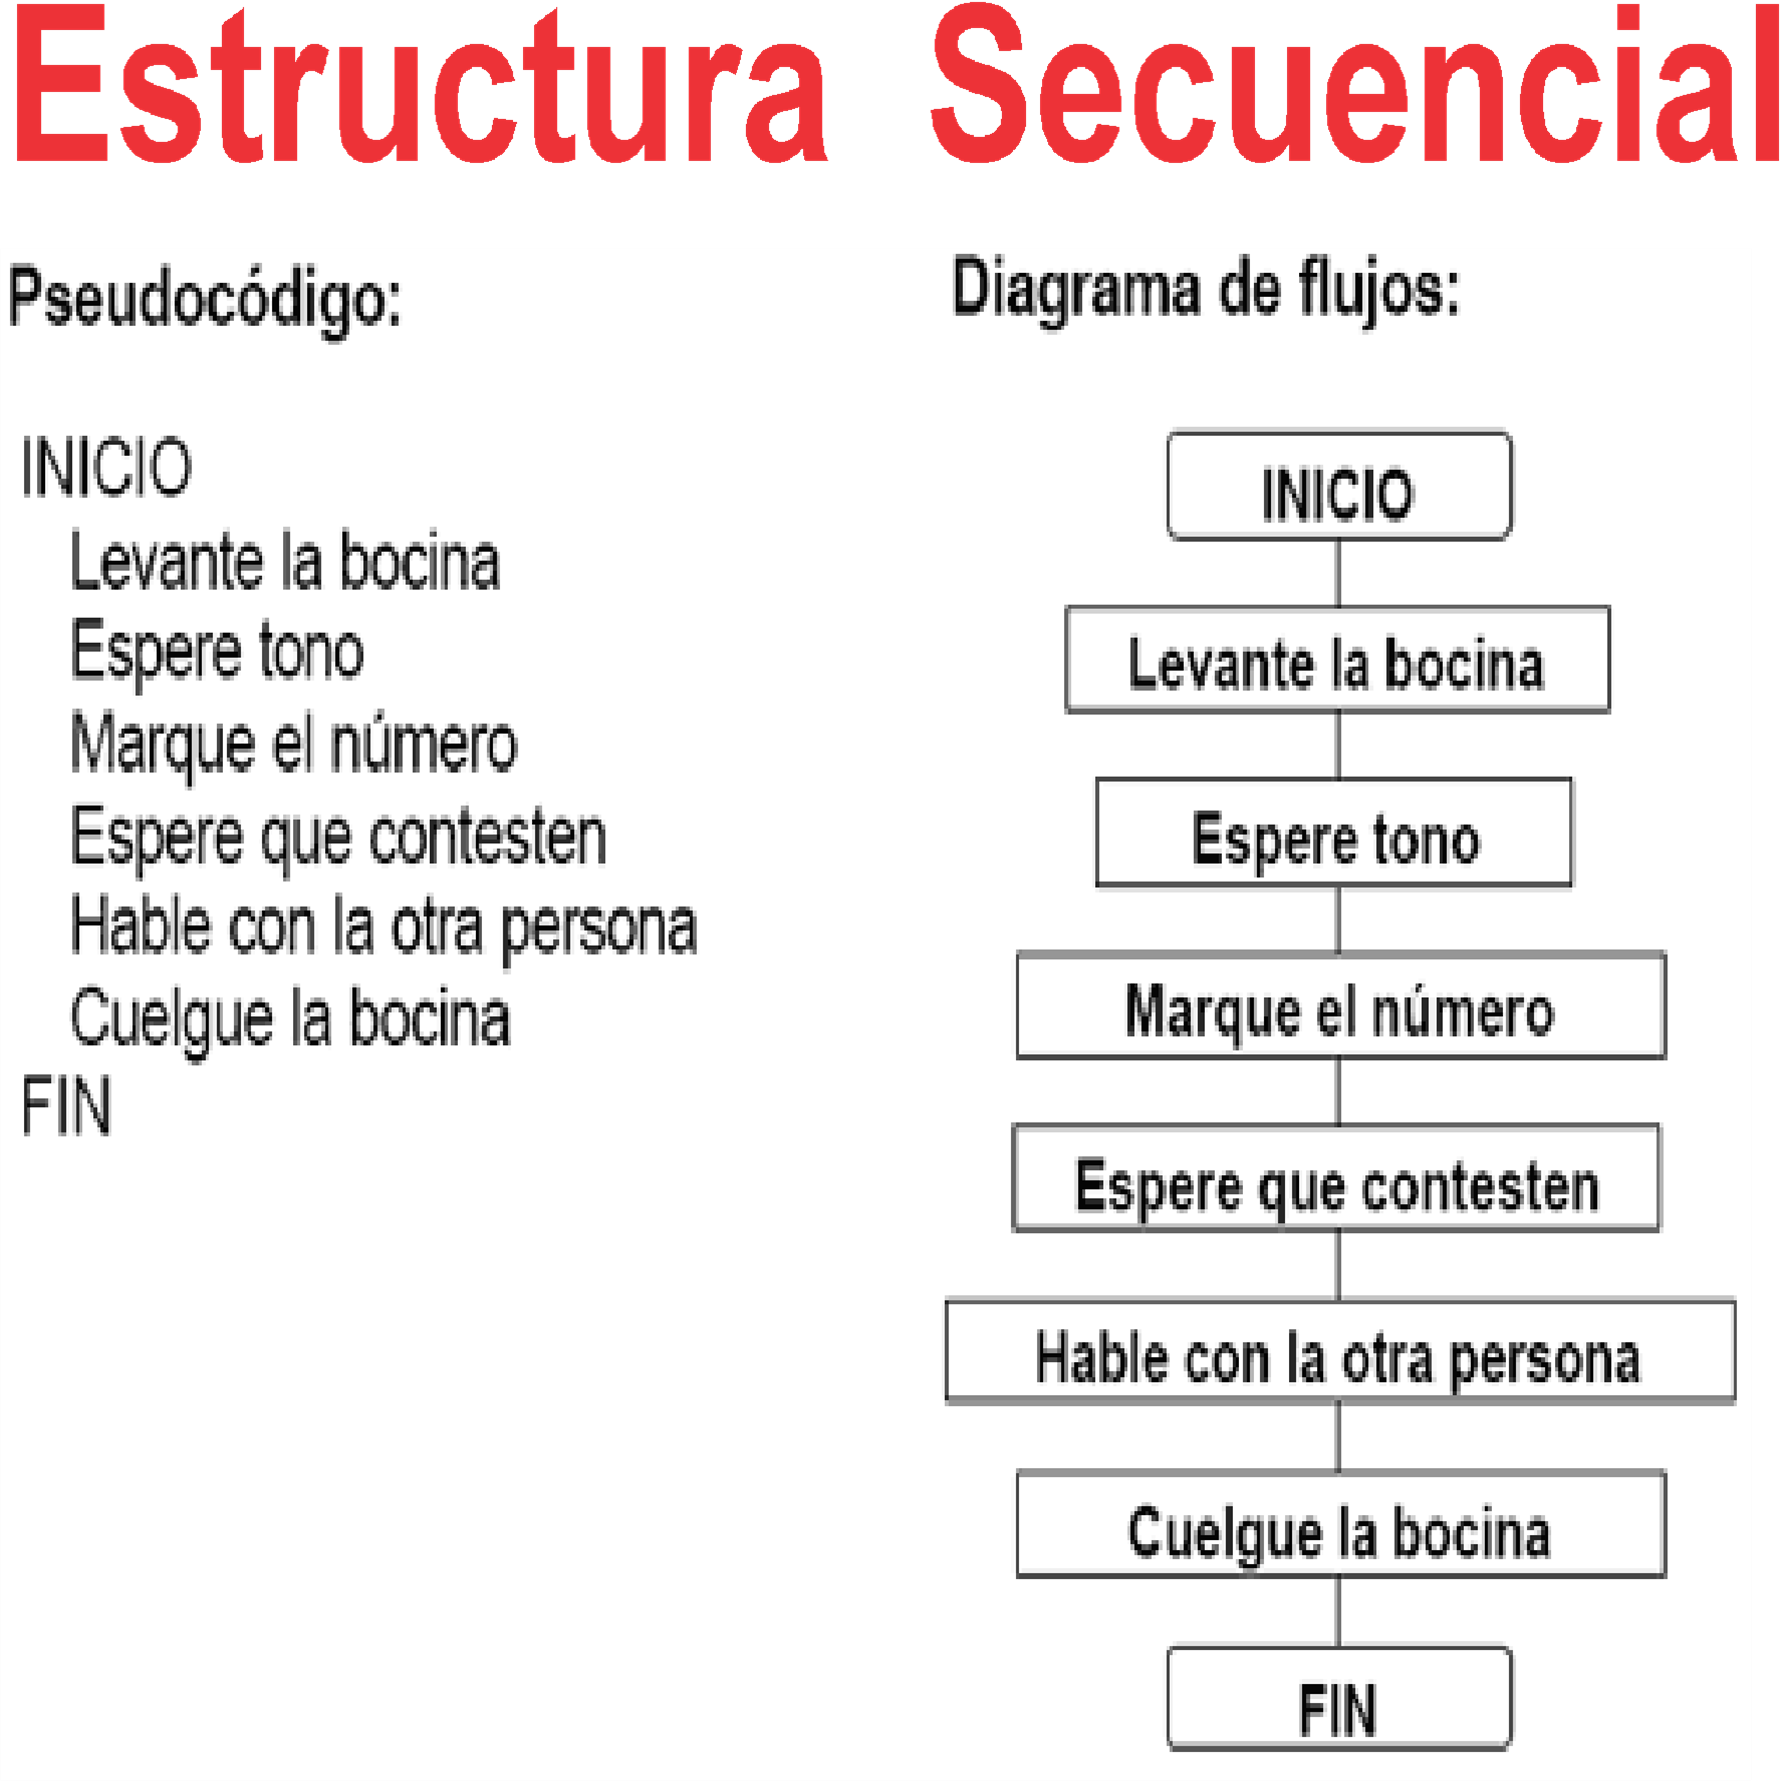 Estructura Secuencial
Pseudocódigo:
INICIO
Levante la bocina
Espere tono
Marque el número
Espere que contesten
Hable con la otra persona
Cuelgue la bocina
FIN
Diagrama de flujos:
INICIO
Levante la bocina
Espere tono
Marque el número
Espere que contesten
Hable con la otra persona
Cuelgue la bocina
FIN